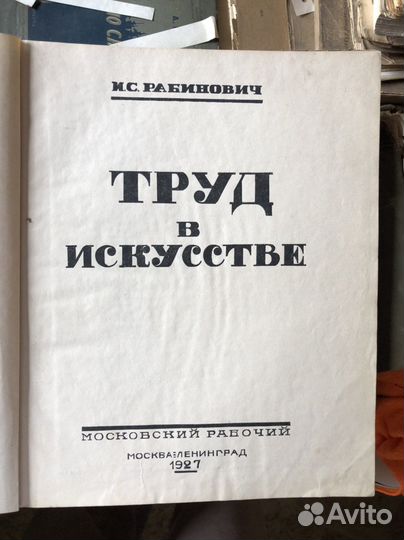 И.С. РАБИНОВИЧ
ТРУД
В
ИСКУССТВЕ
МОСКОВСКИЙ РАБОЧИЙ
МОСКВА=ЛЕНИНГРАД
1927
Avito